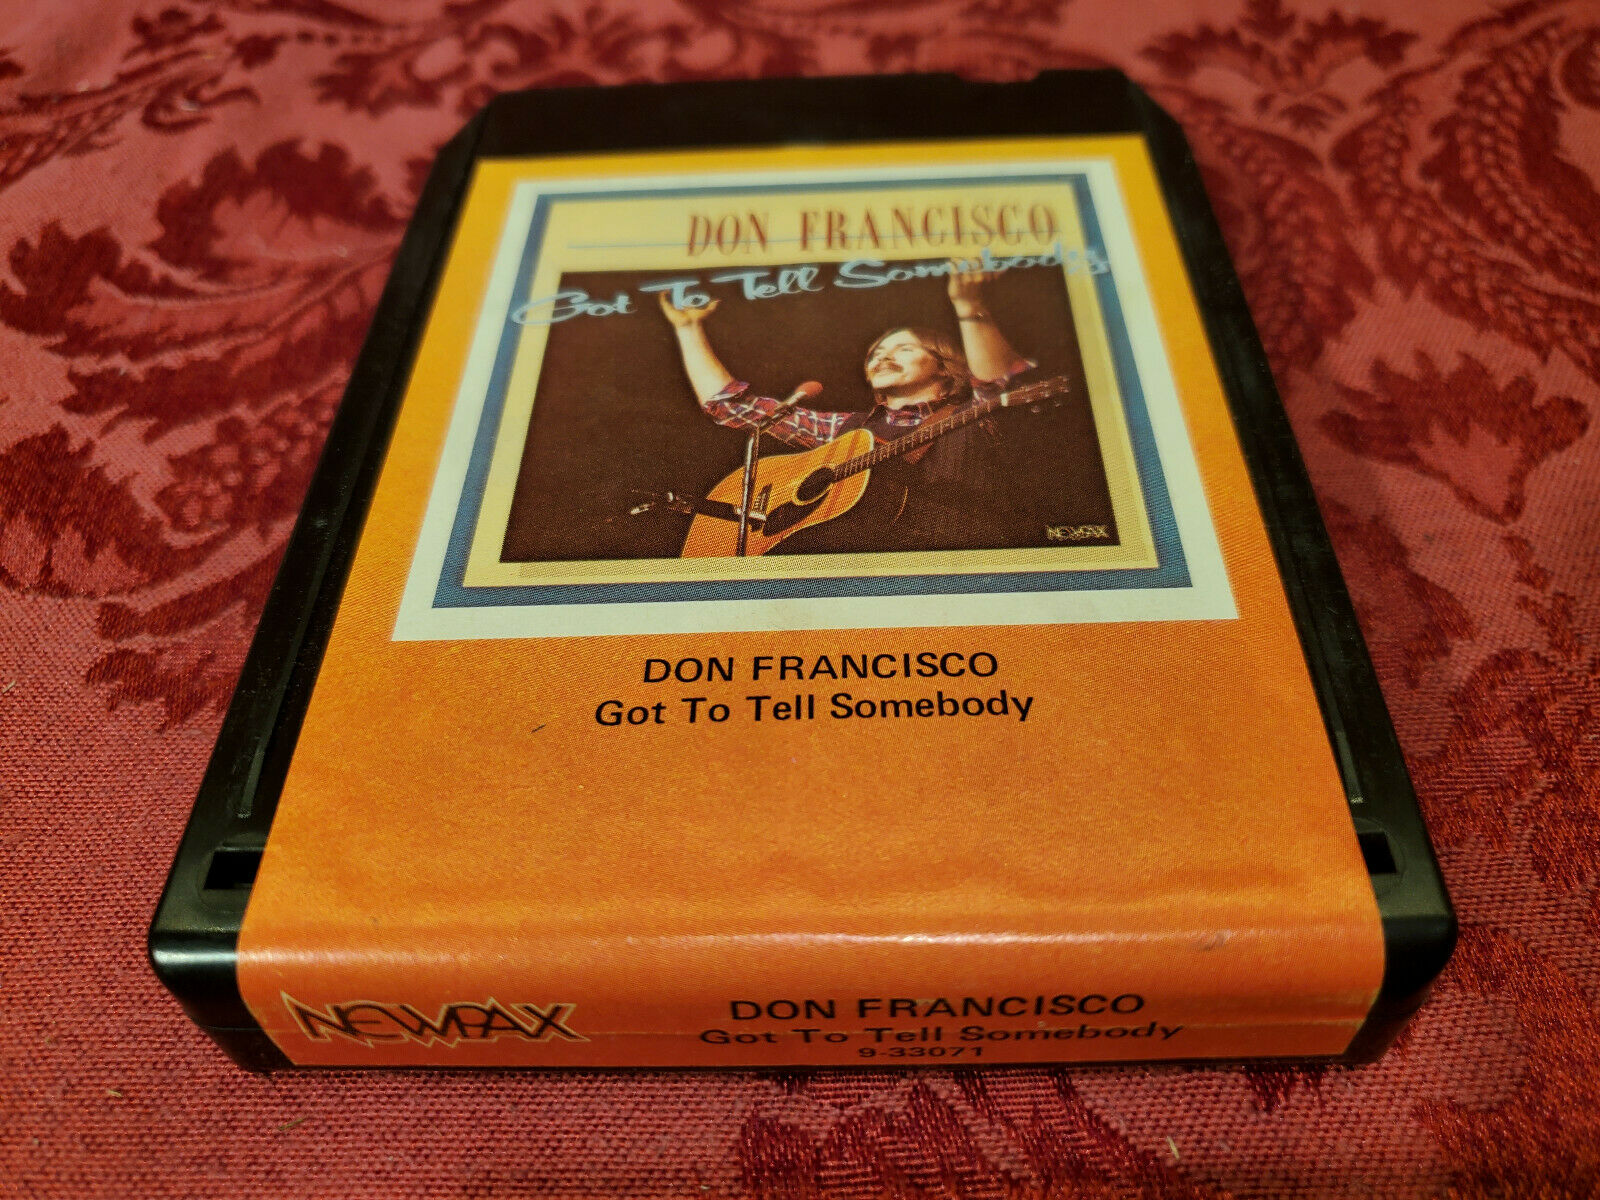 DON FRANCISCO
Got To Tell Somebody
NEWPAX
DON FRANCISCO
Got To Tell Somebody
NEWPAX
DON FRANCISCO
Got To Tell Somebody
9-33071